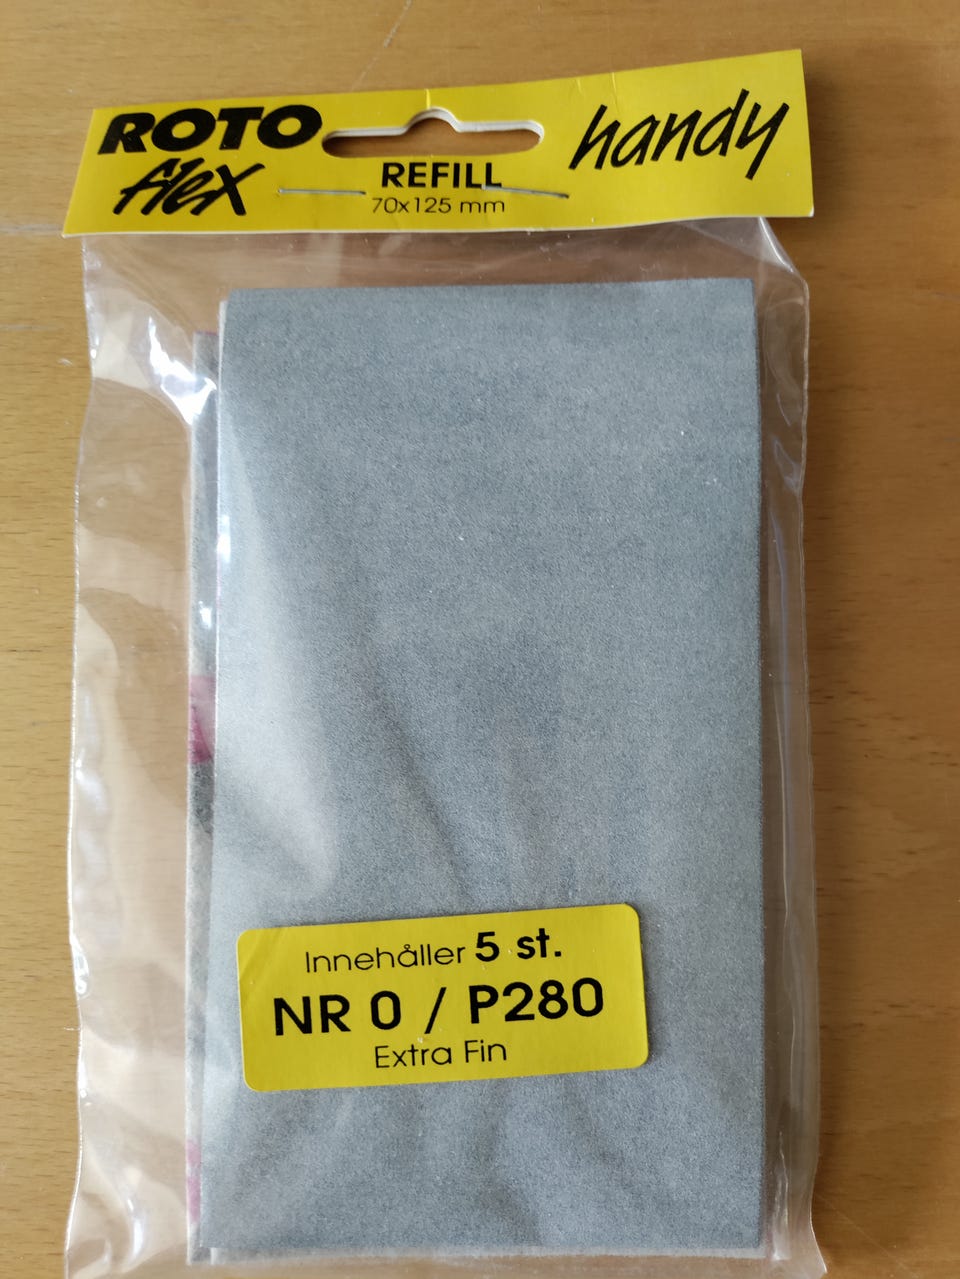 ROTO
flex
REFILL
70x125 mm
handy
Innehåller 5 st.
NR 0 / P280
Extra Fin